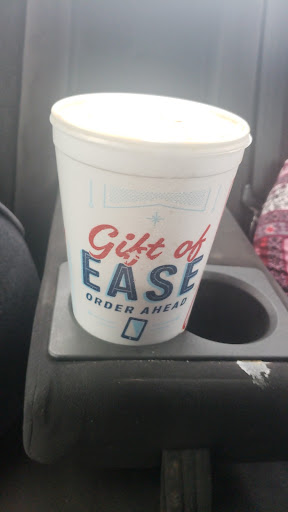 Gift of
EASE
ORDER AHEAD